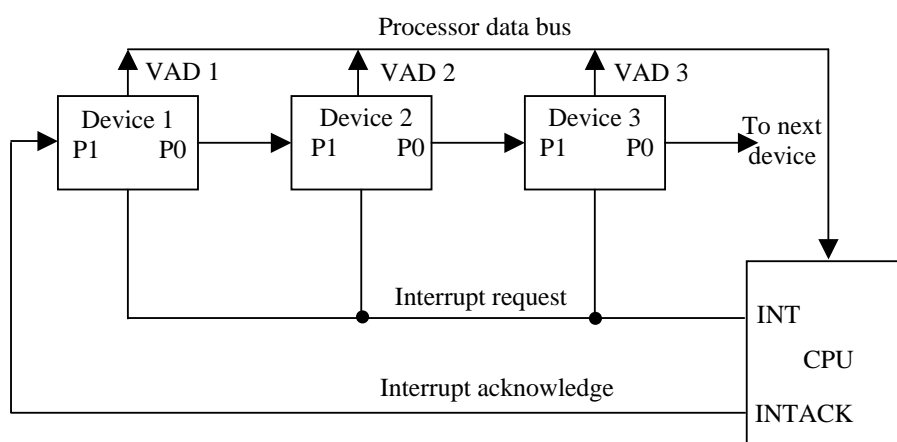 Processor data bus
VAD 1
VAD 2
VAD 3
Device 1
P1
P0
Device 2
P1
P0
Device 3
P1
P0
To next
device
Interrupt request
INT
CPU
Interrupt acknowledge
INTACK